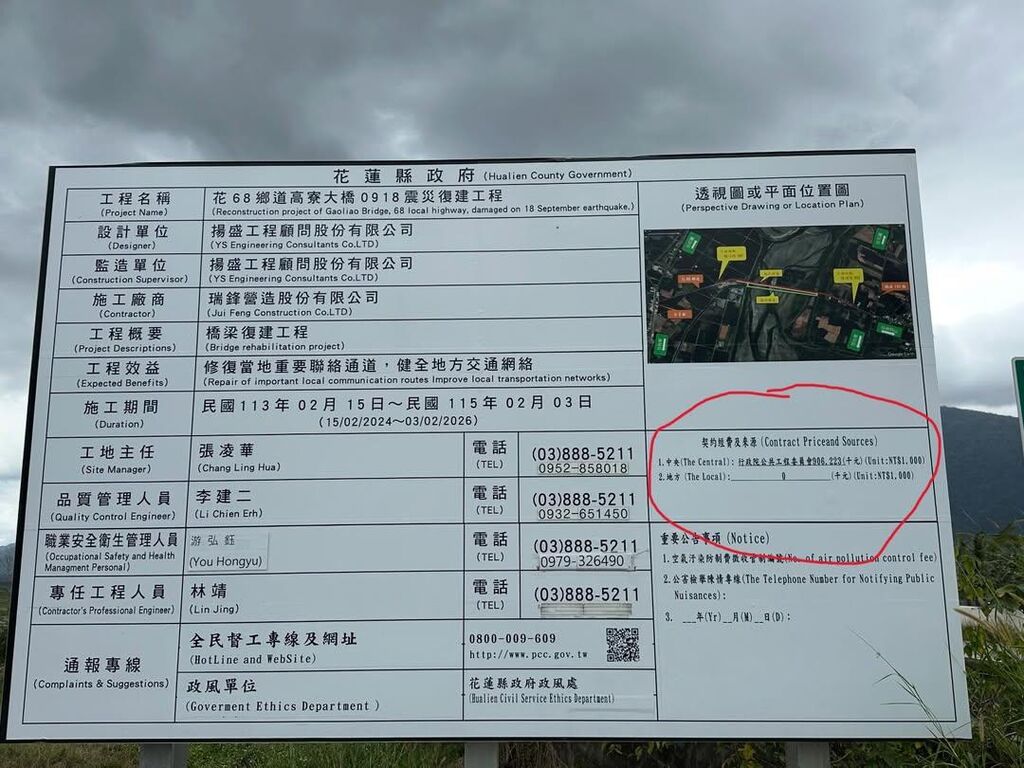 花蓮縣政府 (Hualien County Government)
工程名稱
(Project Name)
花68鄉道高寮大橋0918震災復建工程
(Reconstruction project of Gaoliao Bridge, 68 local highway, damaged on 18 September earthquake.)
設計單位
(Designer)
揚盛工程顧問股份有限公司
(YS Engineering Consultants Co.LTD)
監造單位
(Construction Supervisor)
揚盛工程顧問股份有限公司
(YS Engineering Consultants Co.LTD)
施工廠商
(Contractor)
瑞鋒營造股份有限公司
(Jui Feng Construction Co.LTD)
工程概要
(Project Descriptions)
橋梁復建工程
(Bridge rehabilitation project)
工程效益
(Expected Benefits)
修復當地重要聯絡通道，健全地方交通網絡
(Repair of important local communication routes Improve local transportation networks)
施工期間
(Duration)
民國113年02月15日～民國115年02月03日
(15/02/2024～03/02/2026)
工地主任
(Site Manager)
張凌華
(Chang Ling Hua)
電話
(TEL)
(03)888-5211
0952-858018
品質管理人員
(Quality Control Engineer)
李建二
(Li Chien Erh)
電話
(TEL)
(03)888-5211
0932-651450
職業安全衛生管理人員
(Occupational Safety and Health
Managment Personal)
游弘鈺
(You Hongyu)
電話
(TEL)
(03)888-5211
0979-326490
專任工程人員
(Contractor's Professional Engineer)
林靖
(Lin Jing)
電話
(TEL)
(03)888-5211
通報專線
(Complaints & Suggestions)
全民督工專線及網址
(HotLine and WebSite)
0800-009-609
http://www.pcc.gov.tw
政風單位
(Goverment Ethics Department )
花蓮縣政府政風處
(Hualien Civil Service Ethics Department)
透視圖或平面位置圖
(Perspective Drawing or Location Plan)
Google Earth
契約經費及來源(Contract Priceand Sources)
1.中央(The Central): 行政院公共工程委員會906,223(千元)(Unit:NT$1,000)
2.地方(The Local): 0 (千元)(Unit:NT$1,000)
重要公告事項 (Notice)
1.空氣汙染防制費徵收管制編號(No. of air pollution control fee)
2.公害檢舉陳情專線(The Telephone Number for Notifying Public
Nuisances):
3. ___年(Yr)__月(M)__日(D):